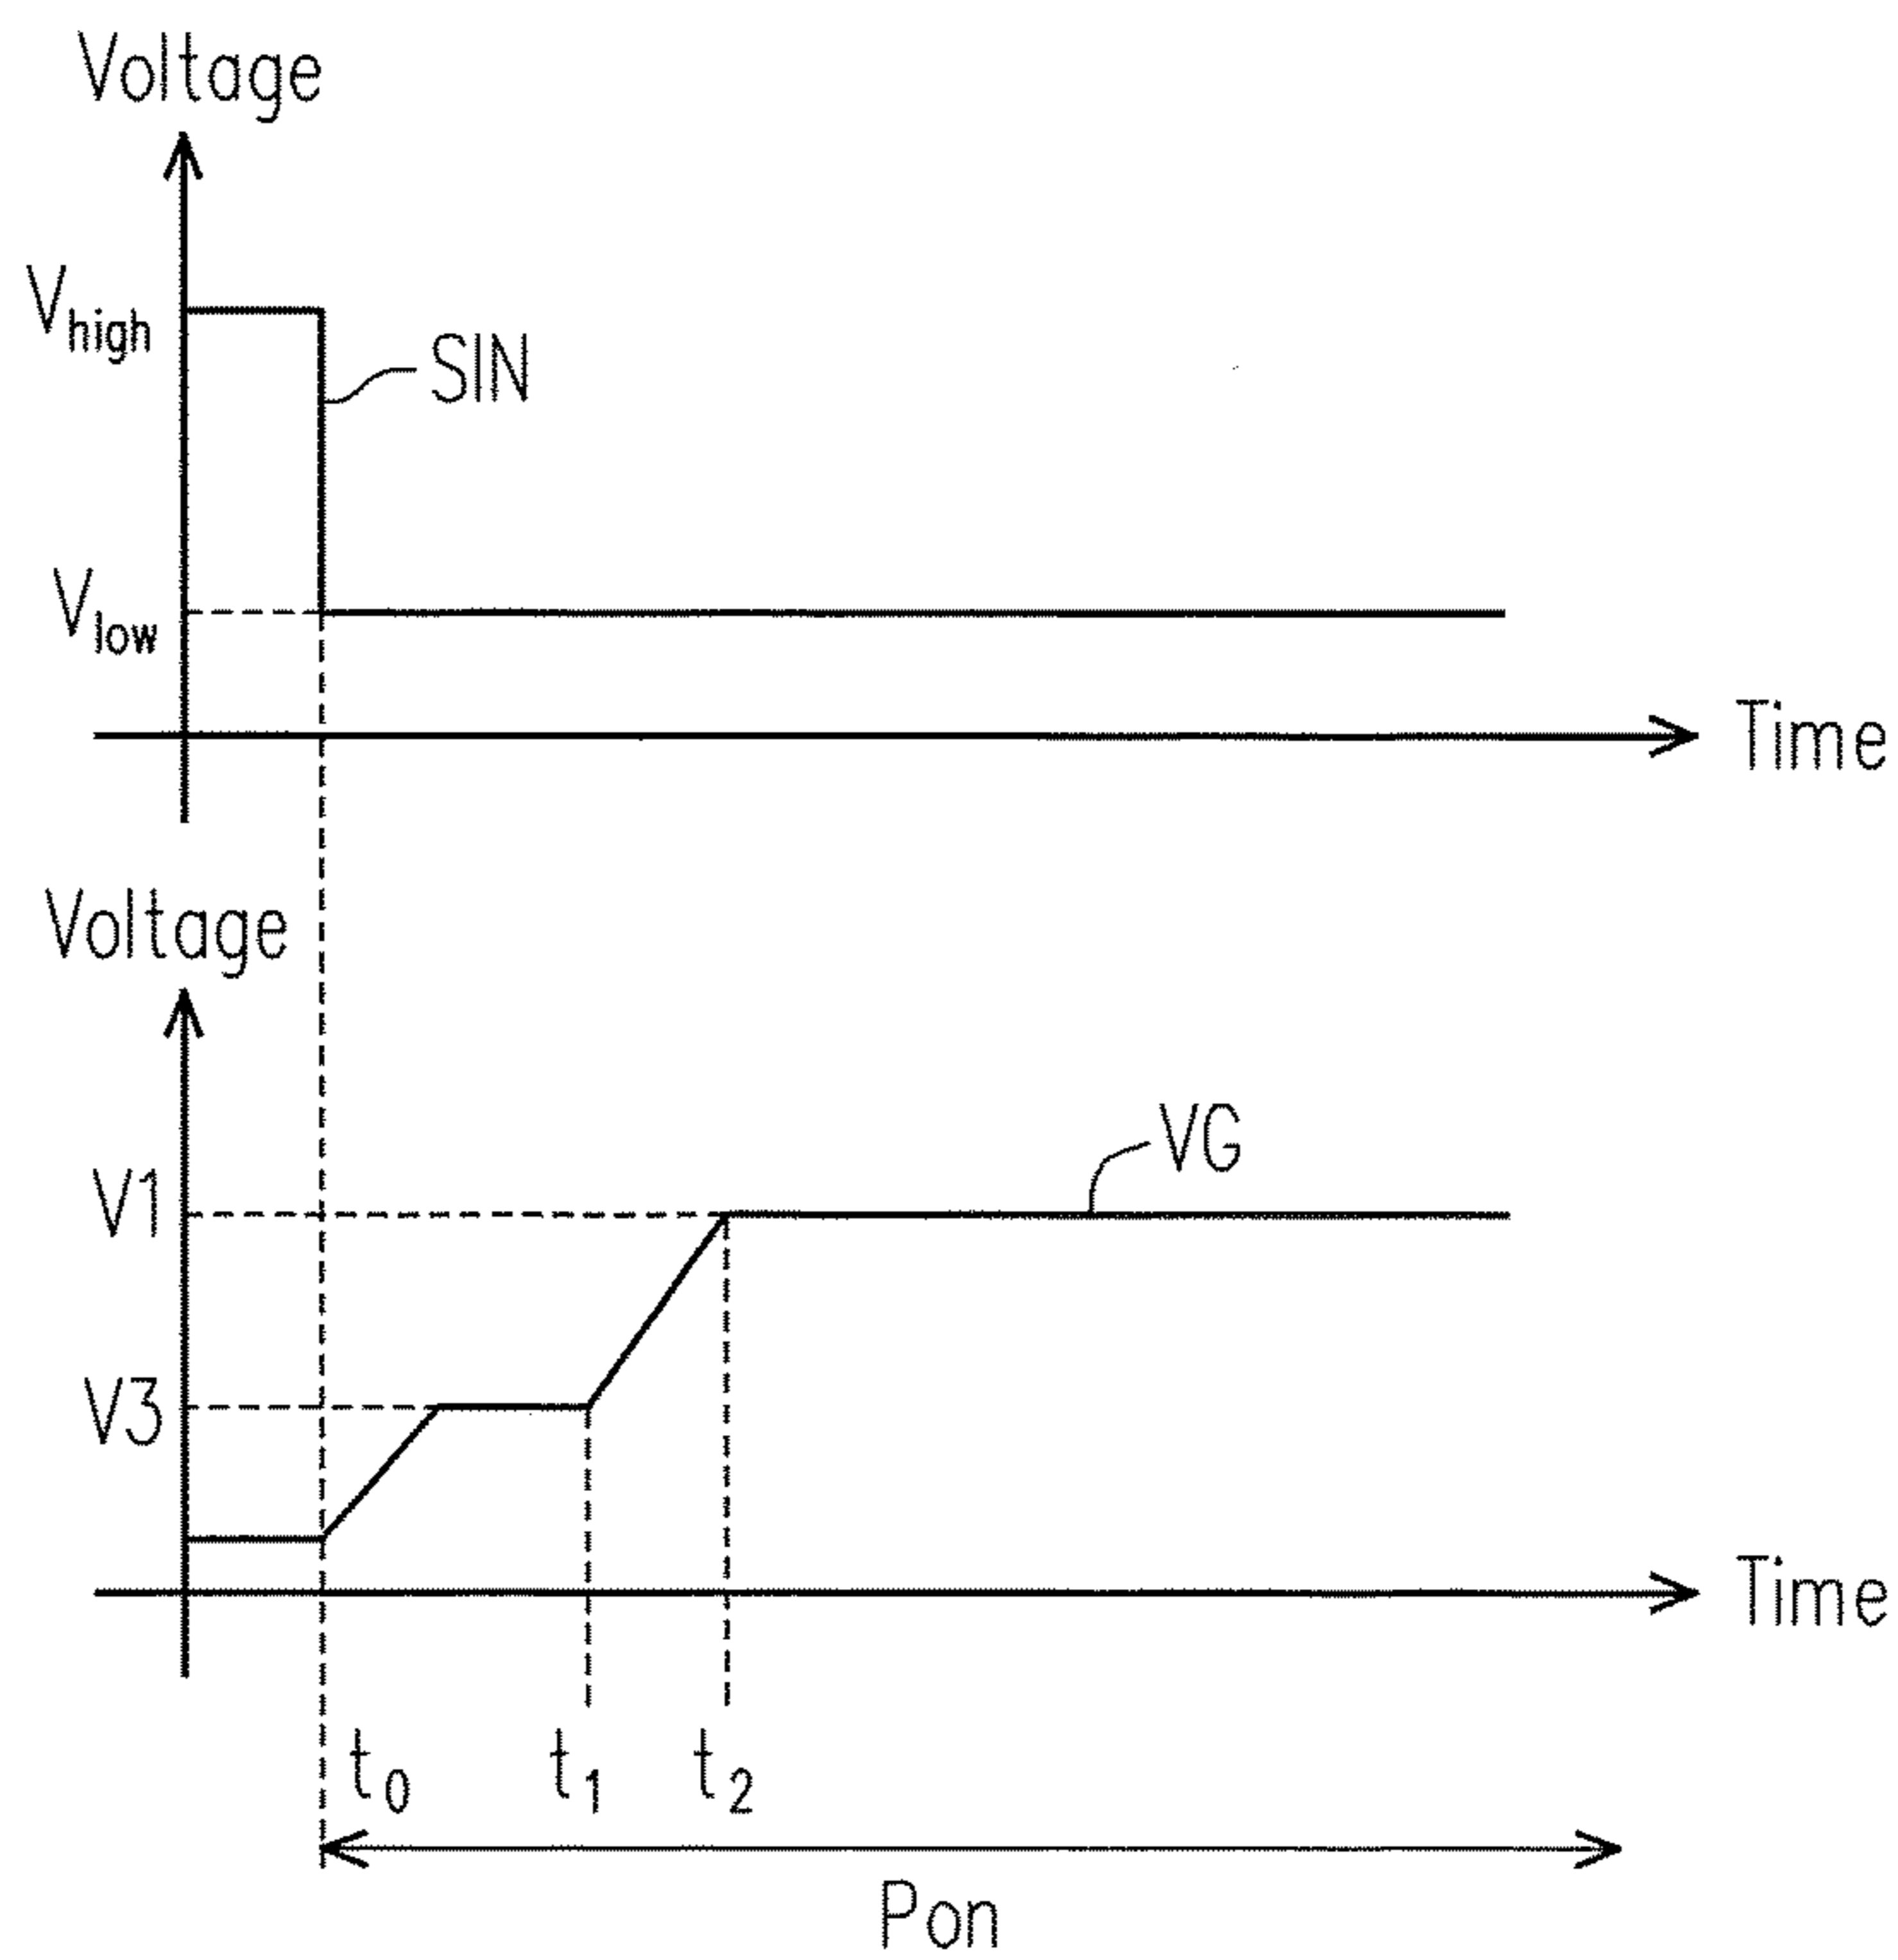 Voltage
Vhigh
SIN
Vlow
Time
Voltage
VG
V1
V3
Time
t0 t1 t2
Pon